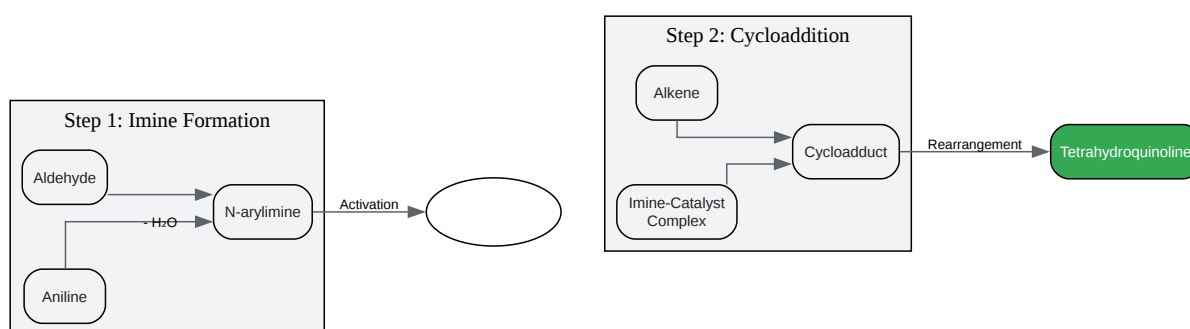 Step 1: Imine Formation
Aldehyde
- H₂O
N-arylimine
Aniline
Activation
Step 2: Cycloaddition
Alkene
Imine-Catalyst
Complex
Cycloadduct
Rearrangement
Tetrahydroquinoline